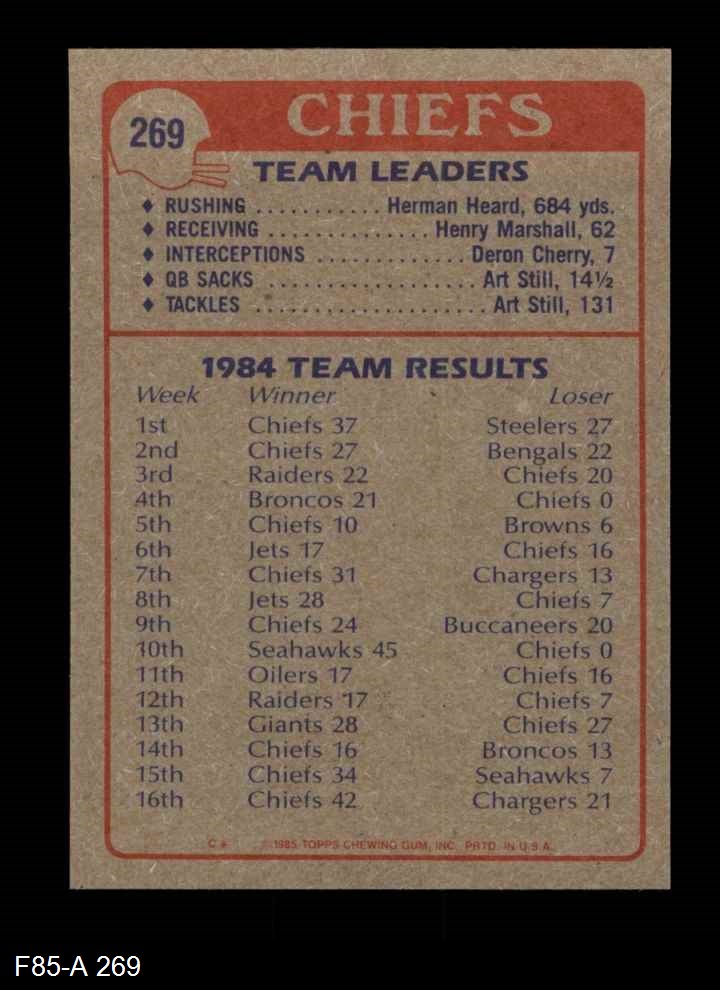 269
CHIEFS
TEAM LEADERS
♦ RUSHING ........... Herman Heard, 684 yds.
♦ RECEIVING .............. Henry Marshall, 62
♦ INTERCEPTIONS ............. Deron Cherry, 7
♦ QB SACKS .................. Art Still, 14½
♦ TACKLES .................... Art Still, 131
1984 TEAM RESULTS
Week Winner Loser
1st Chiefs 37 Steelers 27
2nd Chiefs 27 Bengals 22
3rd Raiders 22 Chiefs 20
4th Broncos 21 Chiefs 0
5th Chiefs 10 Browns 6
6th Jets 17 Chiefs 16
7th Chiefs 31 Chargers 13
8th Jets 28 Chiefs 7
9th Chiefs 24 Buccaneers 20
10th Seahawks 45 Chiefs 0
11th Oilers 17 Chiefs 16
12th Raiders 17 Chiefs 7
13th Giants 28 Chiefs 27
14th Chiefs 16 Broncos 13
15th Chiefs 34 Seahawks 7
16th Chiefs 42 Chargers 21
C* ©1985 TOPPS CHEWING GUM, INC. PRTD. IN U.S.A.
F85-A 269